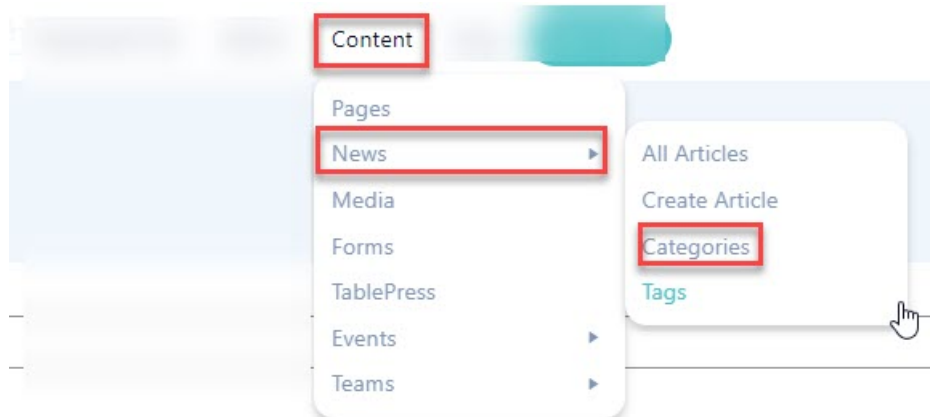 Content
Pages
News
Media
Forms
TablePress
Events
Teams
All Articles
Create Article
Categories
Tags